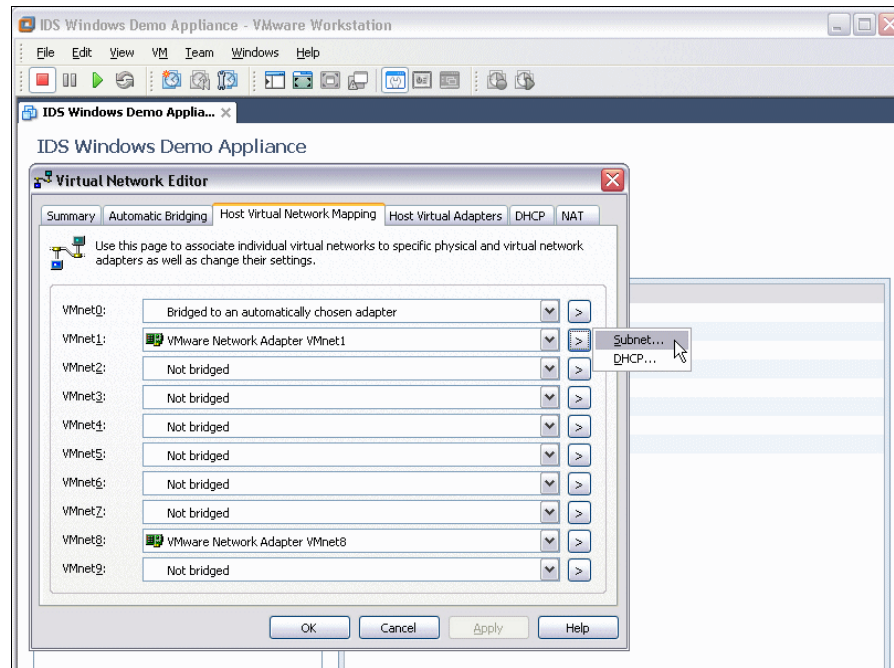 IDS Windows Demo Appliance - VMware Workstation
File Edit View VM Team Windows Help
IDS Windows Demo Applia...
IDS Windows Demo Appliance
Virtual Network Editor
Summary Automatic Bridging Host Virtual Network Mapping Host Virtual Adapters DHCP NAT
Use this page to associate individual virtual networks to specific physical and virtual network
adapters as well as change their settings.
VMnet0: Bridged to an automatically chosen adapter >
VMnet1: VMware Network Adapter VMnet1 > Subnet...
DHCP...
VMnet2: Not bridged >
VMnet3: Not bridged >
VMnet4: Not bridged >
VMnet5: Not bridged >
VMnet6: Not bridged >
VMnet7: Not bridged >
VMnet8: VMware Network Adapter VMnet8 >
VMnet9: Not bridged >
OK Cancel Apply Help